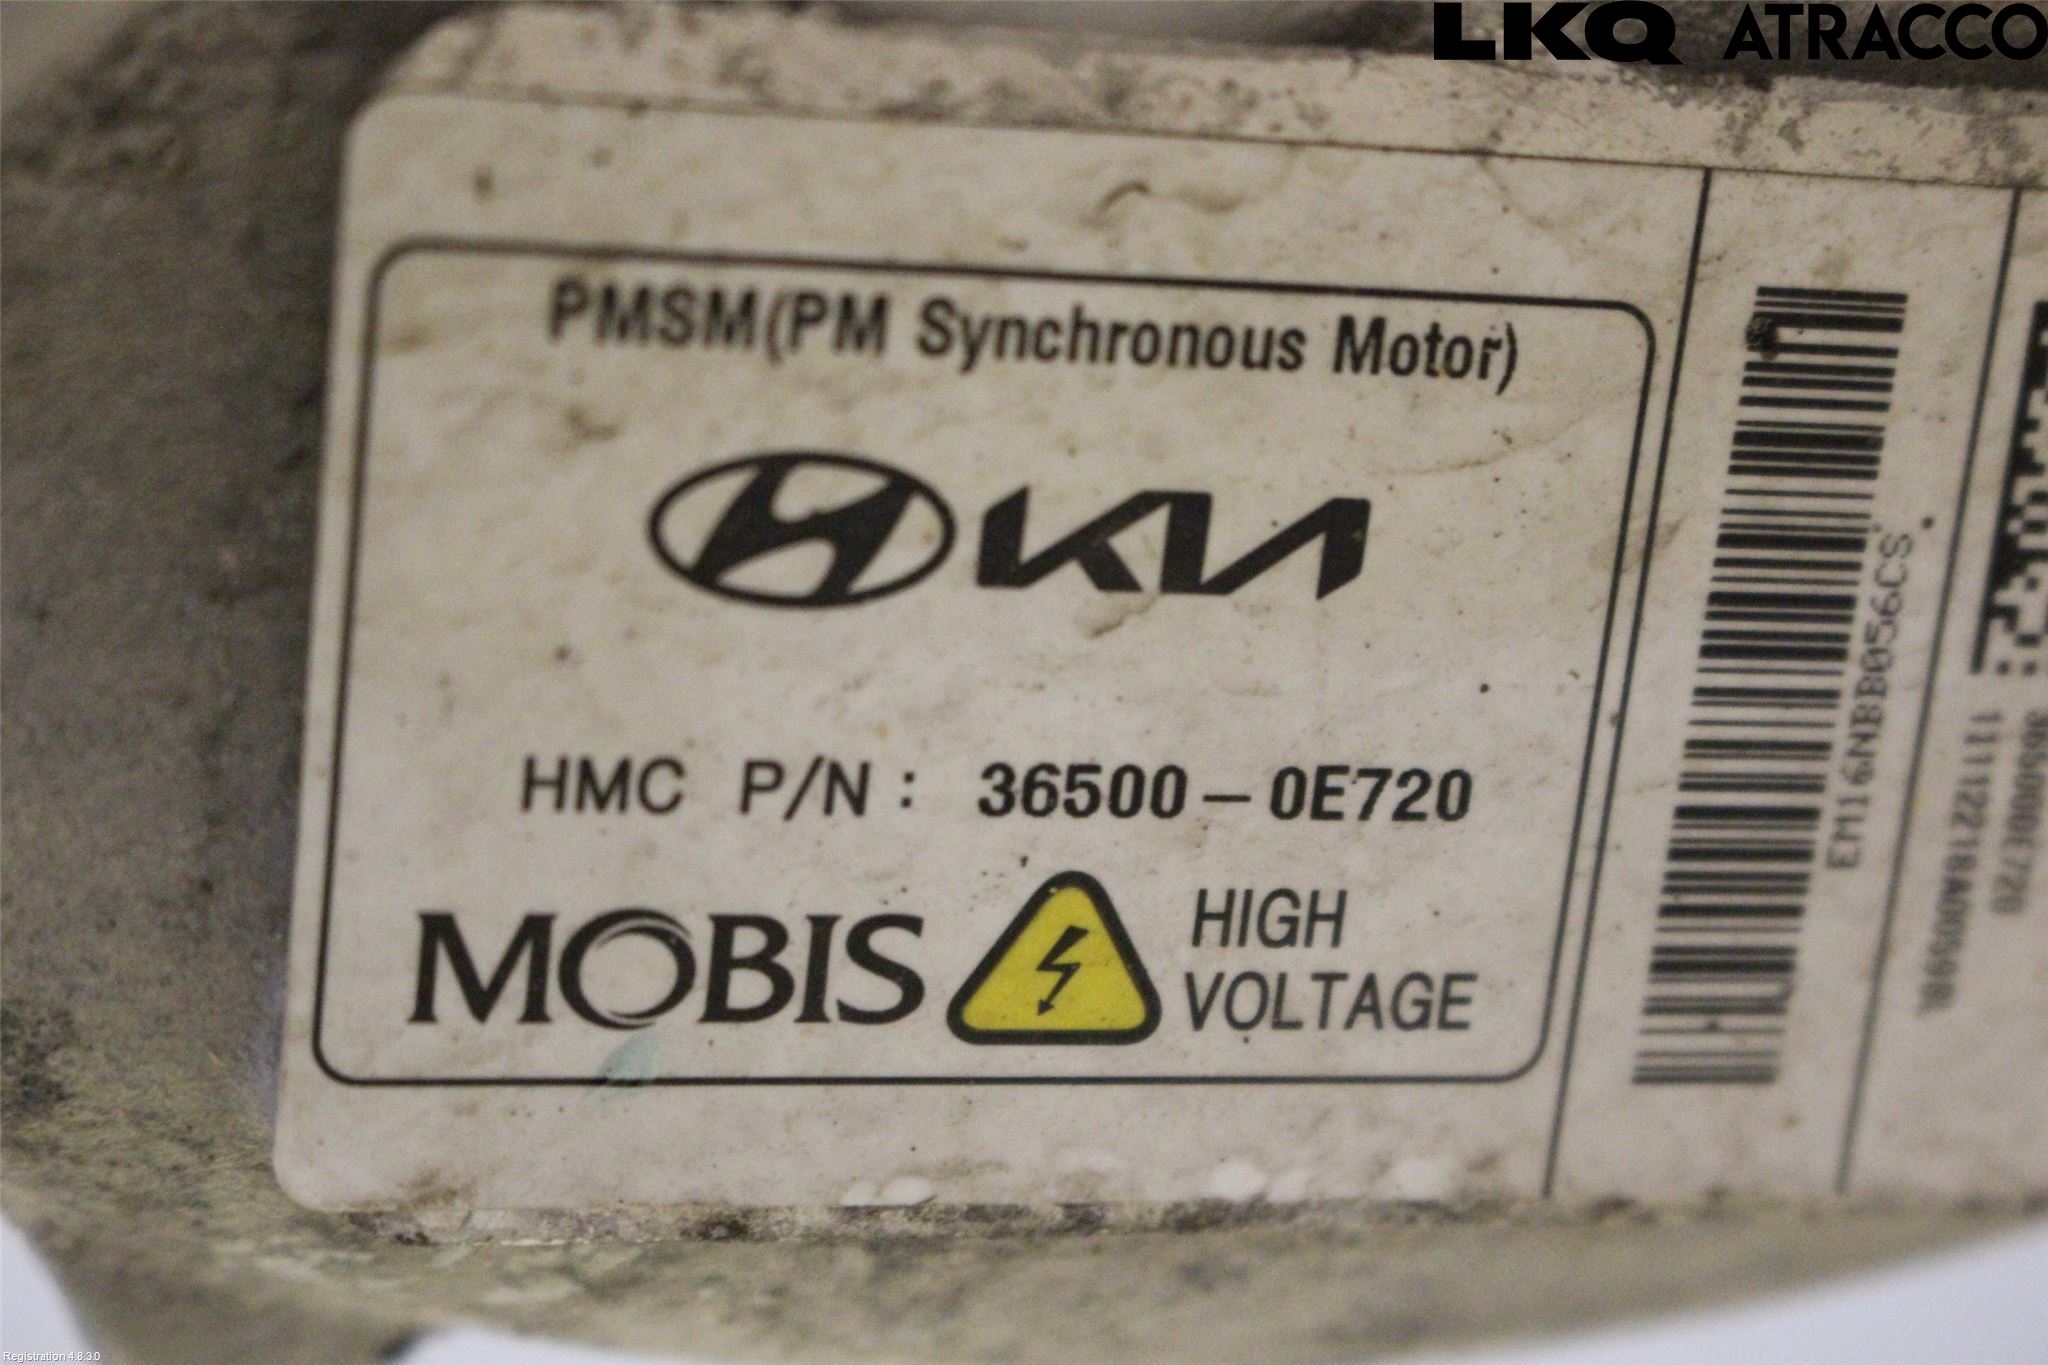 LKQ ATRACCO
PMSM(PM Synchronous Motor)
KIA
HMC P/N : 36500-0E720
MOBIS
HIGH
VOLTAGE
EM16NBB056CS
365000E720
Registration 4.8.3.0